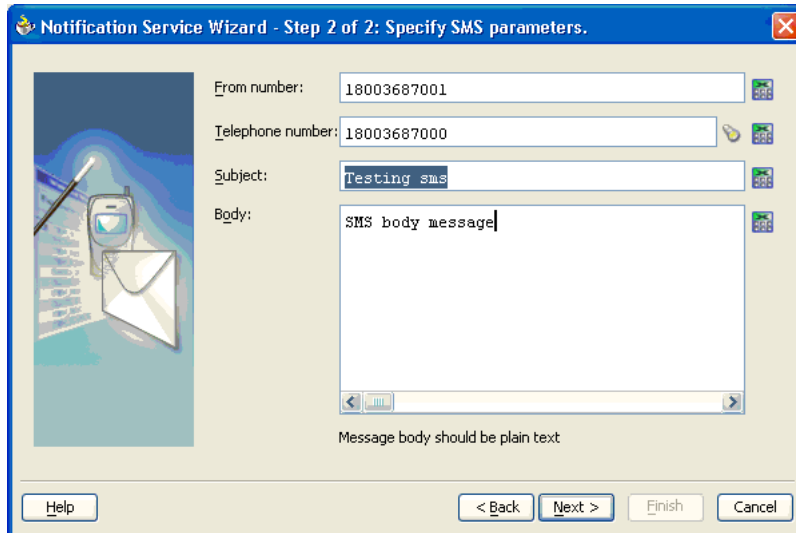 Notification Service Wizard - Step 2 of 2: Specify SMS parameters.
From number: 18003687001
Telephone number: 18003687000
Subject: Testing sms
Body: SMS body message
Message body should be plain text
Help < Back Next > Finish Cancel